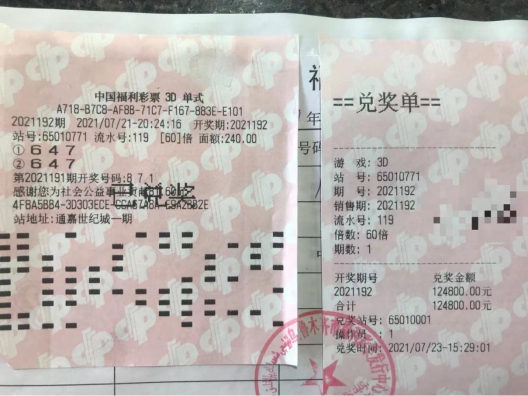 中国福利彩票 3D 单式
A718-B7C8-AFBB-71C7-F167-883E-E101
2021192期 2021/07/21-20:24:16 开奖期:2021192
站号:65010771 流水号:119 [60]倍 面额:240.00
① 6 4 7
② 6 4 7
第2021191期开奖号码:8 7 1
感谢您为社会公益事业贡献
已兑奖
站地址:通嘉世纪城一期
年
号码
==兑奖单==
游 戏: 3D
站 号: 65010771
期 号: 2021192
销售期: 2021192
流水号: 119
倍数: 60倍
期数: 1
开奖期号 兑奖金额
2021192 124800.00元
合计 124800.00元
兑奖站号: 65010001
操作员: 1
兑奖时间: 2021/07/23-15:29:01